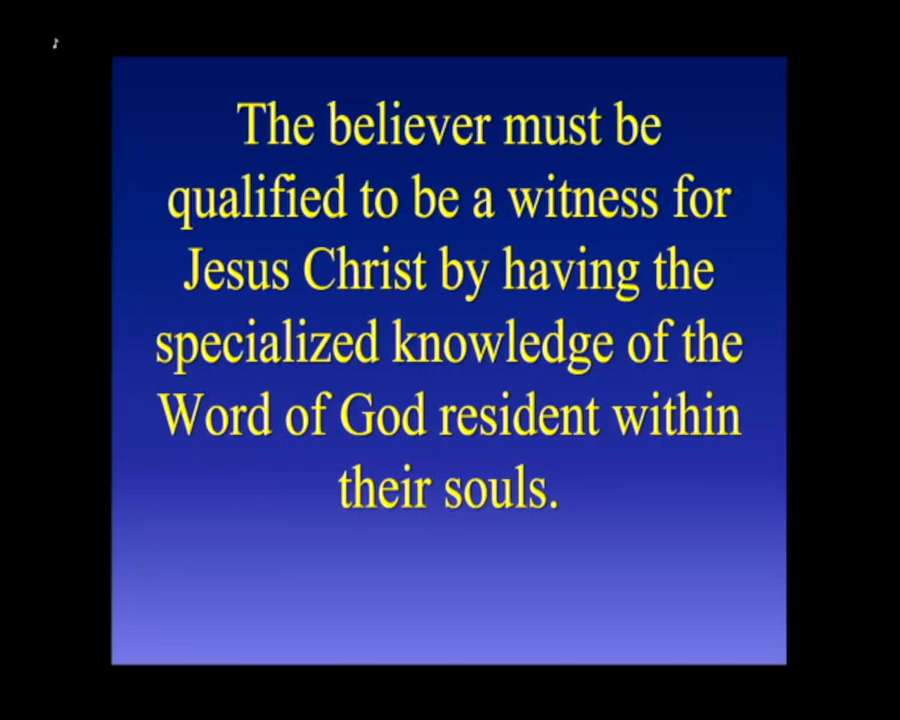 The believer must be
qualified to be a witness for
Jesus Christ by having the
specialized knowledge of the
Word of God resident within
their souls.